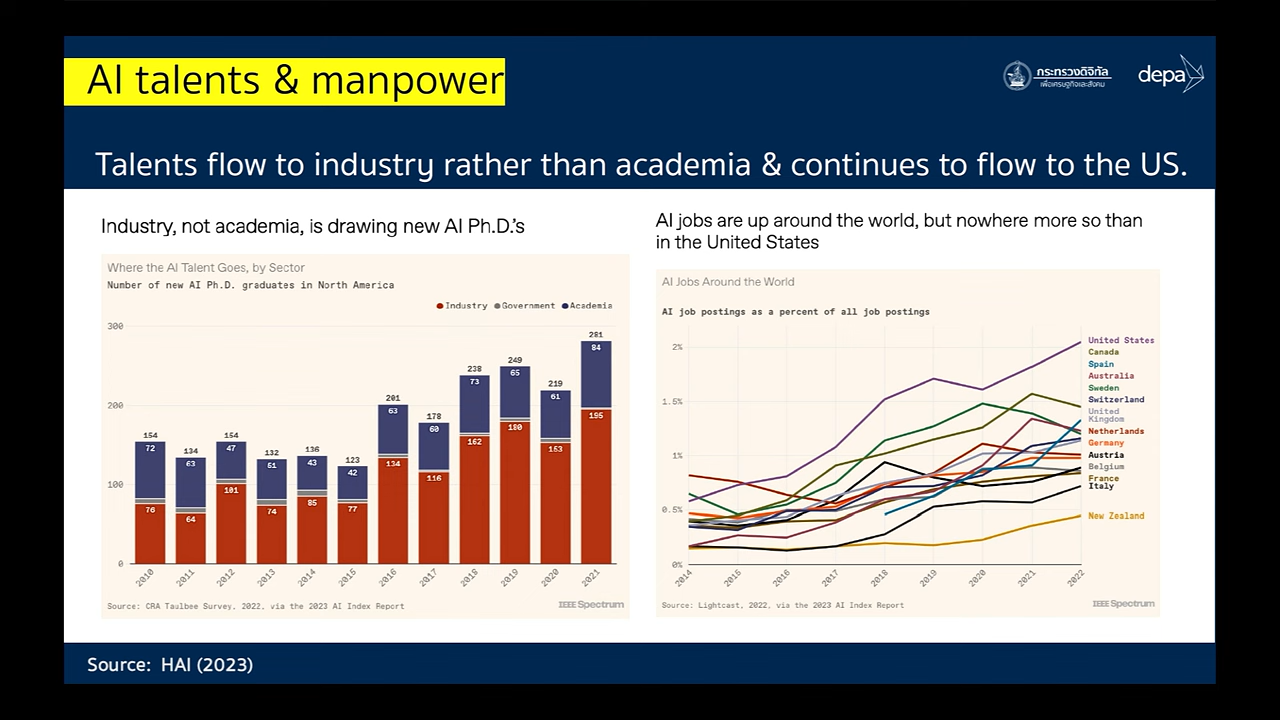 AI talents & manpower
กระทรวงดิจิทัล
เพื่อเศรษฐกิจและสังคม
depa
Talents flow to industry rather than academia & continues to flow to the US.
Industry, not academia, is drawing new AI Ph.D.'s
Where the AI Talent Goes, by Sector
Number of new AI Ph.D. graduates in North America
Industry Government Academia
300
200
100
0
154
72
76
134
63
64
154
47
101
132
51
74
136
43
85
123
42
77
201
63
134
178
60
116
238
73
162
249
65
180
219
61
153
281
84
195
2010 2011 2012 2013 2014 2015 2016 2017 2018 2019 2020 2021
Source: CRA Taulbee Survey, 2022, via the 2023 AI Index Report
IEEE Spectrum
AI jobs are up around the world, but nowhere more so than
in the United States
AI Jobs Around the World
AI job postings as a percent of all job postings
2%
1.5%
1%
0.5%
0%
United States
Canada
Spain
Australia
Sweden
Switzerland
United
Kingdom
Netherlands
Germany
Austria
Belgium
France
Italy
New Zealand
2014 2015 2016 2017 2018 2019 2020 2021 2022
Source: Lightcast, 2022, via the 2023 AI Index Report
IEEE Spectrum
Source: HAI (2023)